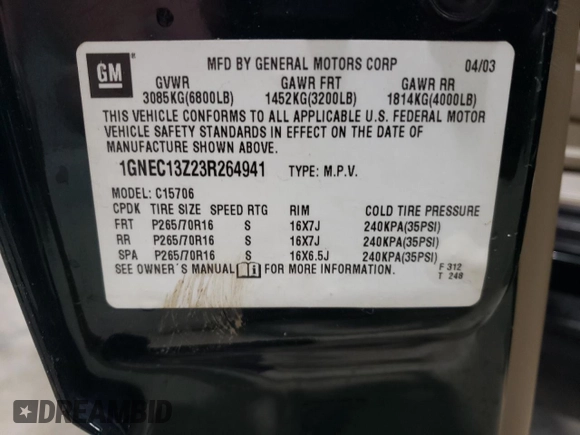 GM
MFD BY GENERAL MOTORS CORP 04/03
GVWR GAWR FRT GAWR RR
3085KG(6800LB) 1452KG(3200LB) 1814KG(4000LB)
THIS VEHICLE CONFORMS TO ALL APPLICABLE U.S. FEDERAL MOTOR
VEHICLE SAFETY STANDARDS IN EFFECT ON THE DATE OF
MANUFACTURE SHOWN ABOVE.
1GNEC13Z23R264941 TYPE: M.P.V.
MODEL: C15706
CPDK TIRE SIZE SPEED RTG RIM COLD TIRE PRESSURE
FRT P265/70R16 S 16X7J 240KPA(35PSI)
RR P265/70R16 S 16X7J 240KPA(35PSI)
SPA P265/70R16 S 16X6.5J 240KPA(35PSI)
SEE OWNER'S MANUAL FOR MORE INFORMATION. F 312
T 248
DREAMBID